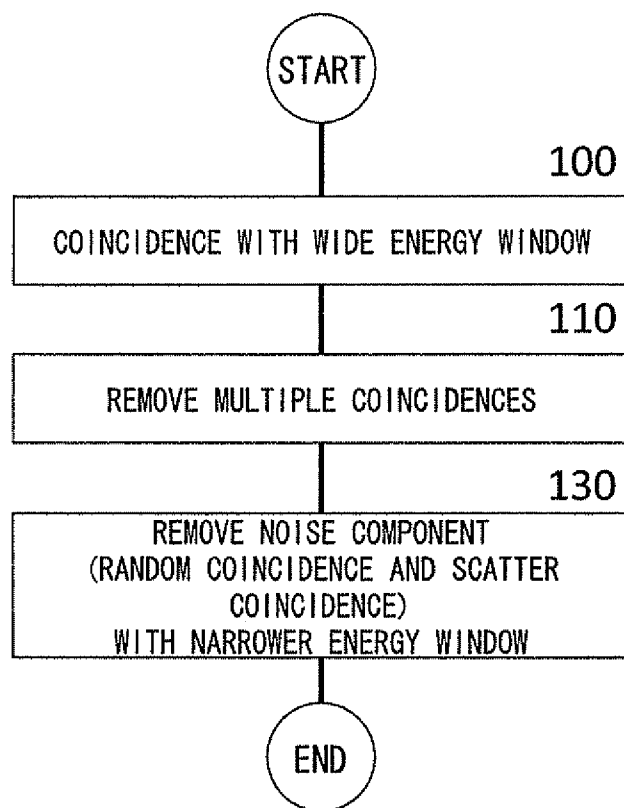 START
100
COINCIDENCE WITH WIDE ENERGY WINDOW
110
REMOVE MULTIPLE COINCIDENCES
130
REMOVE NOISE COMPONENT
(RANDOM COINCIDENCE AND SCATTER
COINCIDENCE)
WITH NARROWER ENERGY WINDOW
END